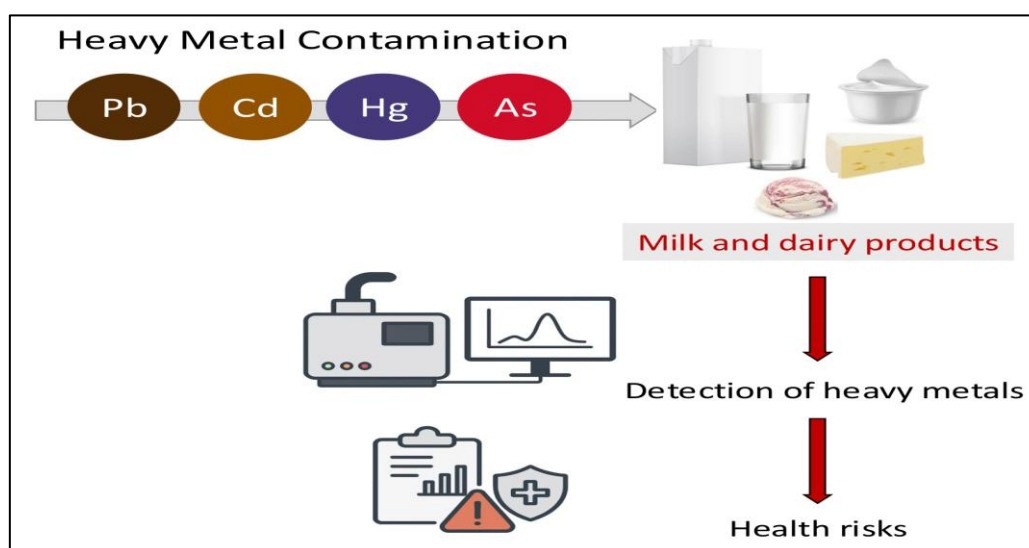 Heavy Metal Contamination
Pb Cd Hg As
Milk and dairy products
Detection of heavy metals
Health risks